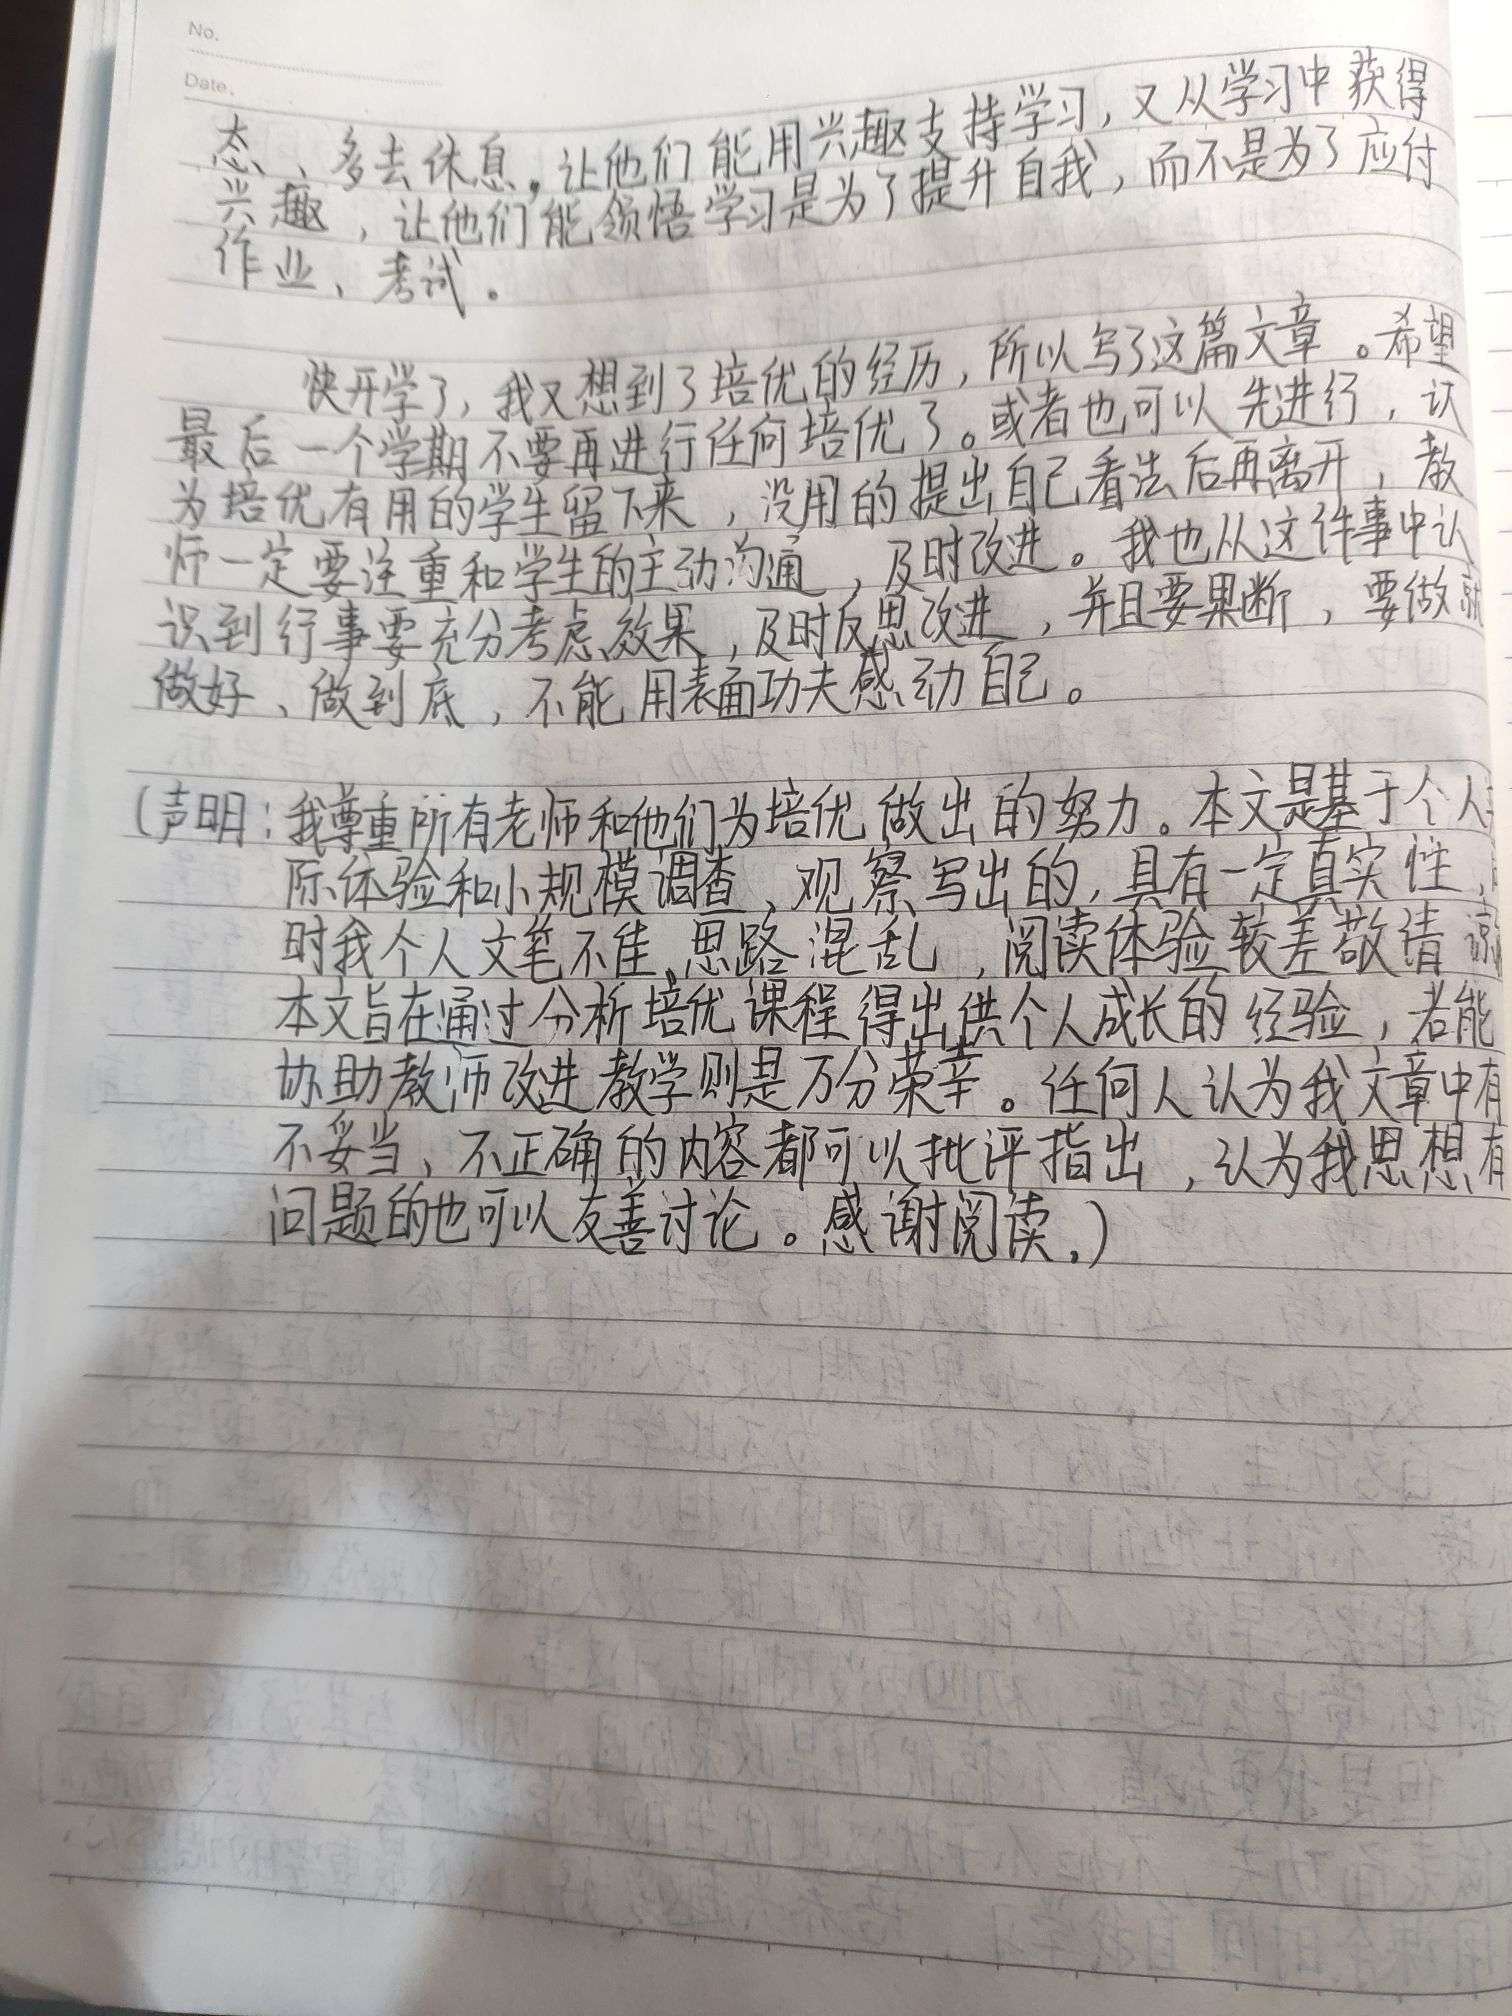 No.
Date.
态、多去休息,让他们能用兴趣支持学习,又从学习中获得
兴趣,让他们能领悟学习是为了提升自我,而不是为了应付
作业、考试。
快开学了,我又想到了培优的经历,所以写了这篇文章。希望
最后一个学期不要再进行任何培优了。或者也可以先进行,认
为培优有用的学生留下来,没用的提出自己看法后再离开,教
师一定要注重和学生的主动沟通,及时改进。我也从这件事中认
识到行事要充分考虑效果,及时反思改进,并且要果断,要做就
做好、做到底,不能用表面功夫感动自己。
(声明:我尊重所有老师和他们为培优做出的努力。本文是基于个人
际体验和小规模调查、观察写出的,具有一定真实性,
时我个人文笔不佳,思路混乱,阅读体验较差敬请谅
本文旨在通过分析培优课程得出供个人成长的经验,若能
协助教师改进教学则是万分荣幸。任何人认为我文章中有
不妥当、不正确的内容都可以批评指出,认为我思想有
问题的也可以友善讨论。感谢阅读。)